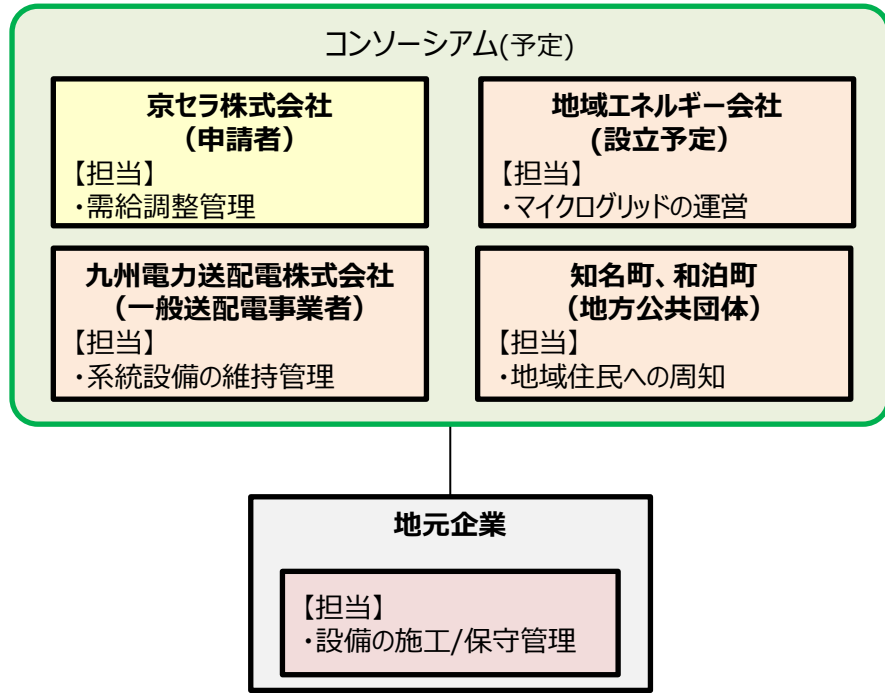 コンソーシアム(予定)
京セラ株式会社
（申請者）
【担当】
・需給調整管理
地域エネルギー会社
(設立予定）
【担当】
・マイクログリッドの運営
九州電力送配電株式会社
（一般送配電事業者）
【担当】
・系統設備の維持管理
知名町、和泊町
（地方公共団体）
【担当】
・地域住民への周知
地元企業
【担当】
・設備の施工/保守管理